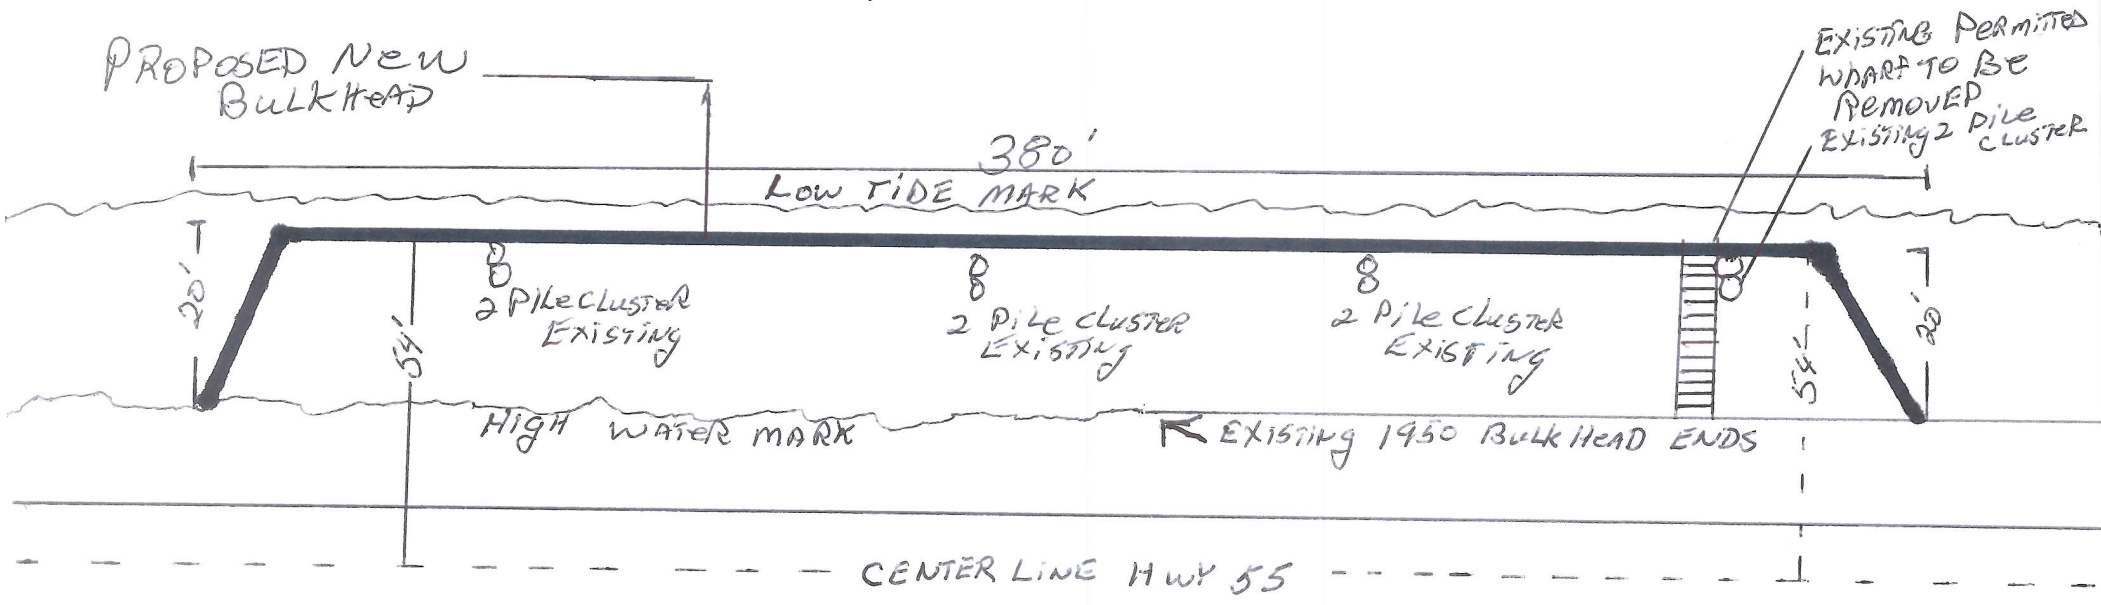 PROPOSED NEW
BULKHEAD
EXISTING PERMITTED
WHARF TO BE
REMOVED
EXISTING 2 PILE
CLUSTER
380'
LOW TIDE MARK
20'
54'
2 PILE CLUSTER
EXISTING
2 PILE CLUSTER
EXISTING
2 PILE CLUSTER
EXISTING
54'
20'
HIGH WATER MARK
EXISTING 1950 BULKHEAD ENDS
CENTER LINE HWY 55